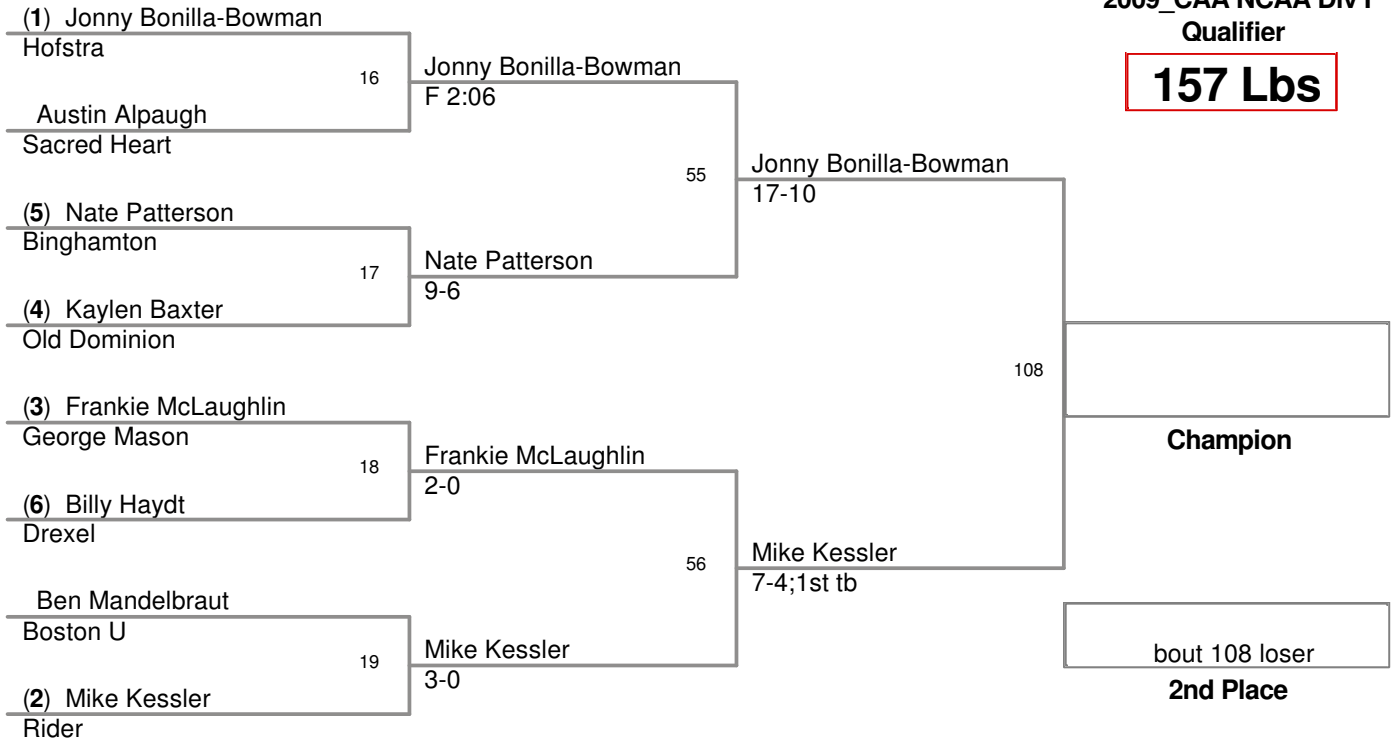 2009_CAA NCAA Div I
Qualifier
157 Lbs
(1) Jonny Bonilla-Bowman
Hofstra
16
Austin Alpaugh
Sacred Heart
(5) Nate Patterson
Binghamton
17
(4) Kaylen Baxter
Old Dominion
(3) Frankie McLaughlin
George Mason
18
(6) Billy Haydt
Drexel
Ben Mandelbraut
Boston U
19
(2) Mike Kessler
Rider
Jonny Bonilla-Bowman
F 2:06
55
Nate Patterson
9-6
Frankie McLaughlin
2-0
56
Mike Kessler
3-0
Jonny Bonilla-Bowman
17-10
108
Mike Kessler
7-4;1st tb
Champion
bout 108 loser
2nd Place